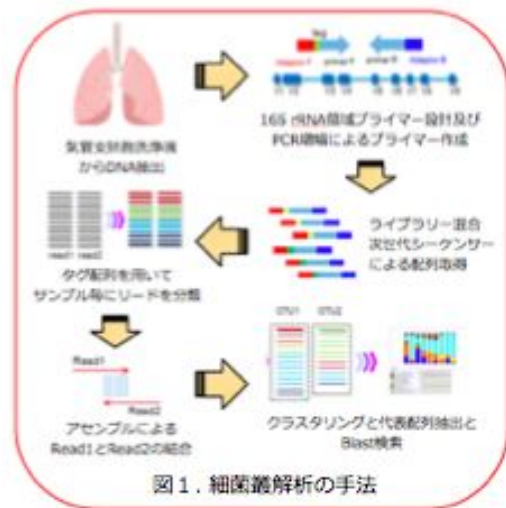 tag
Adapter F
primer F
primer R
Adapter R
気管支肺胞洗浄液
からDNA抽出
16S rRNA領域プライマー設計及び
PCR増幅によるプライマー作成
ライブラリー混合
次世代シーケンサー
による配列取得
read1 read2
タグ配列を用いて
サンプル毎にリードを分類
Read1
Read2
アセンブルによる
Read1とRead2の結合
OTU1 OTU2
クラスタリングと代表配列抽出と
Blast検索
図１. 細菌叢解析の手法